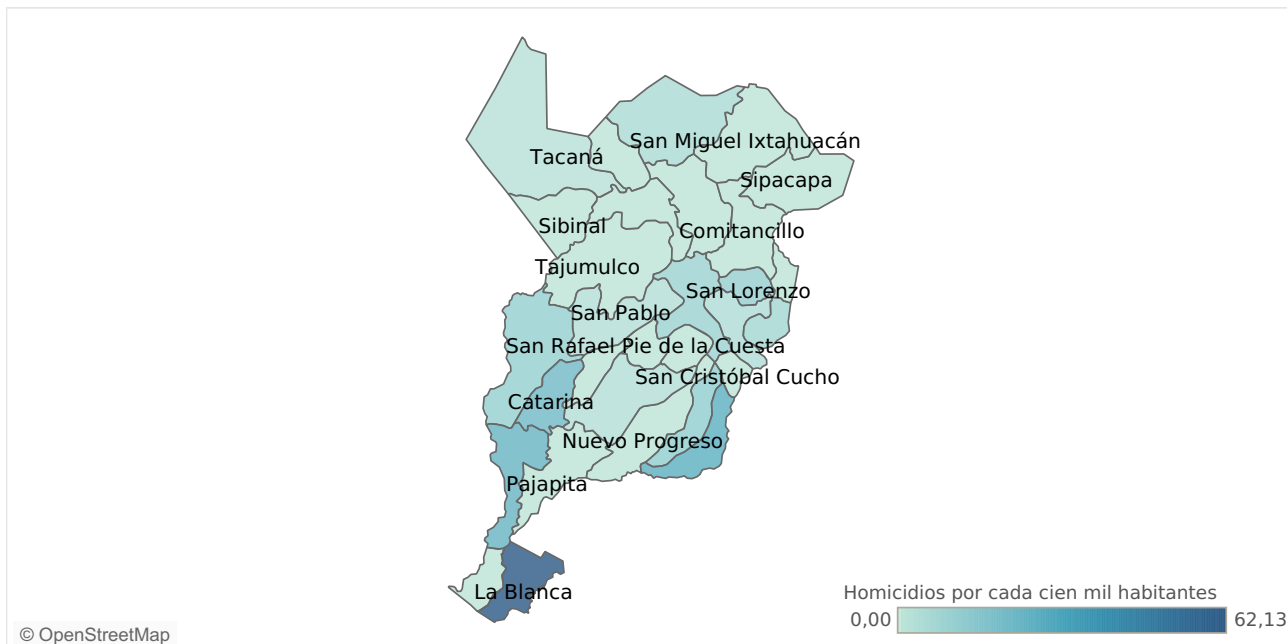 San Miguel Ixtahuacán
Tacaná
Sipacapa
Sibinal
Comitancillo
Tajumulco
San Lorenzo
San Pablo
San Rafael Pie de la Cuesta
San Cristóbal Cucho
Catarina
Nuevo Progreso
Pajapita
La Blanca
Homicidios por cada cien mil habitantes
0,00 62,13
© OpenStreetMap